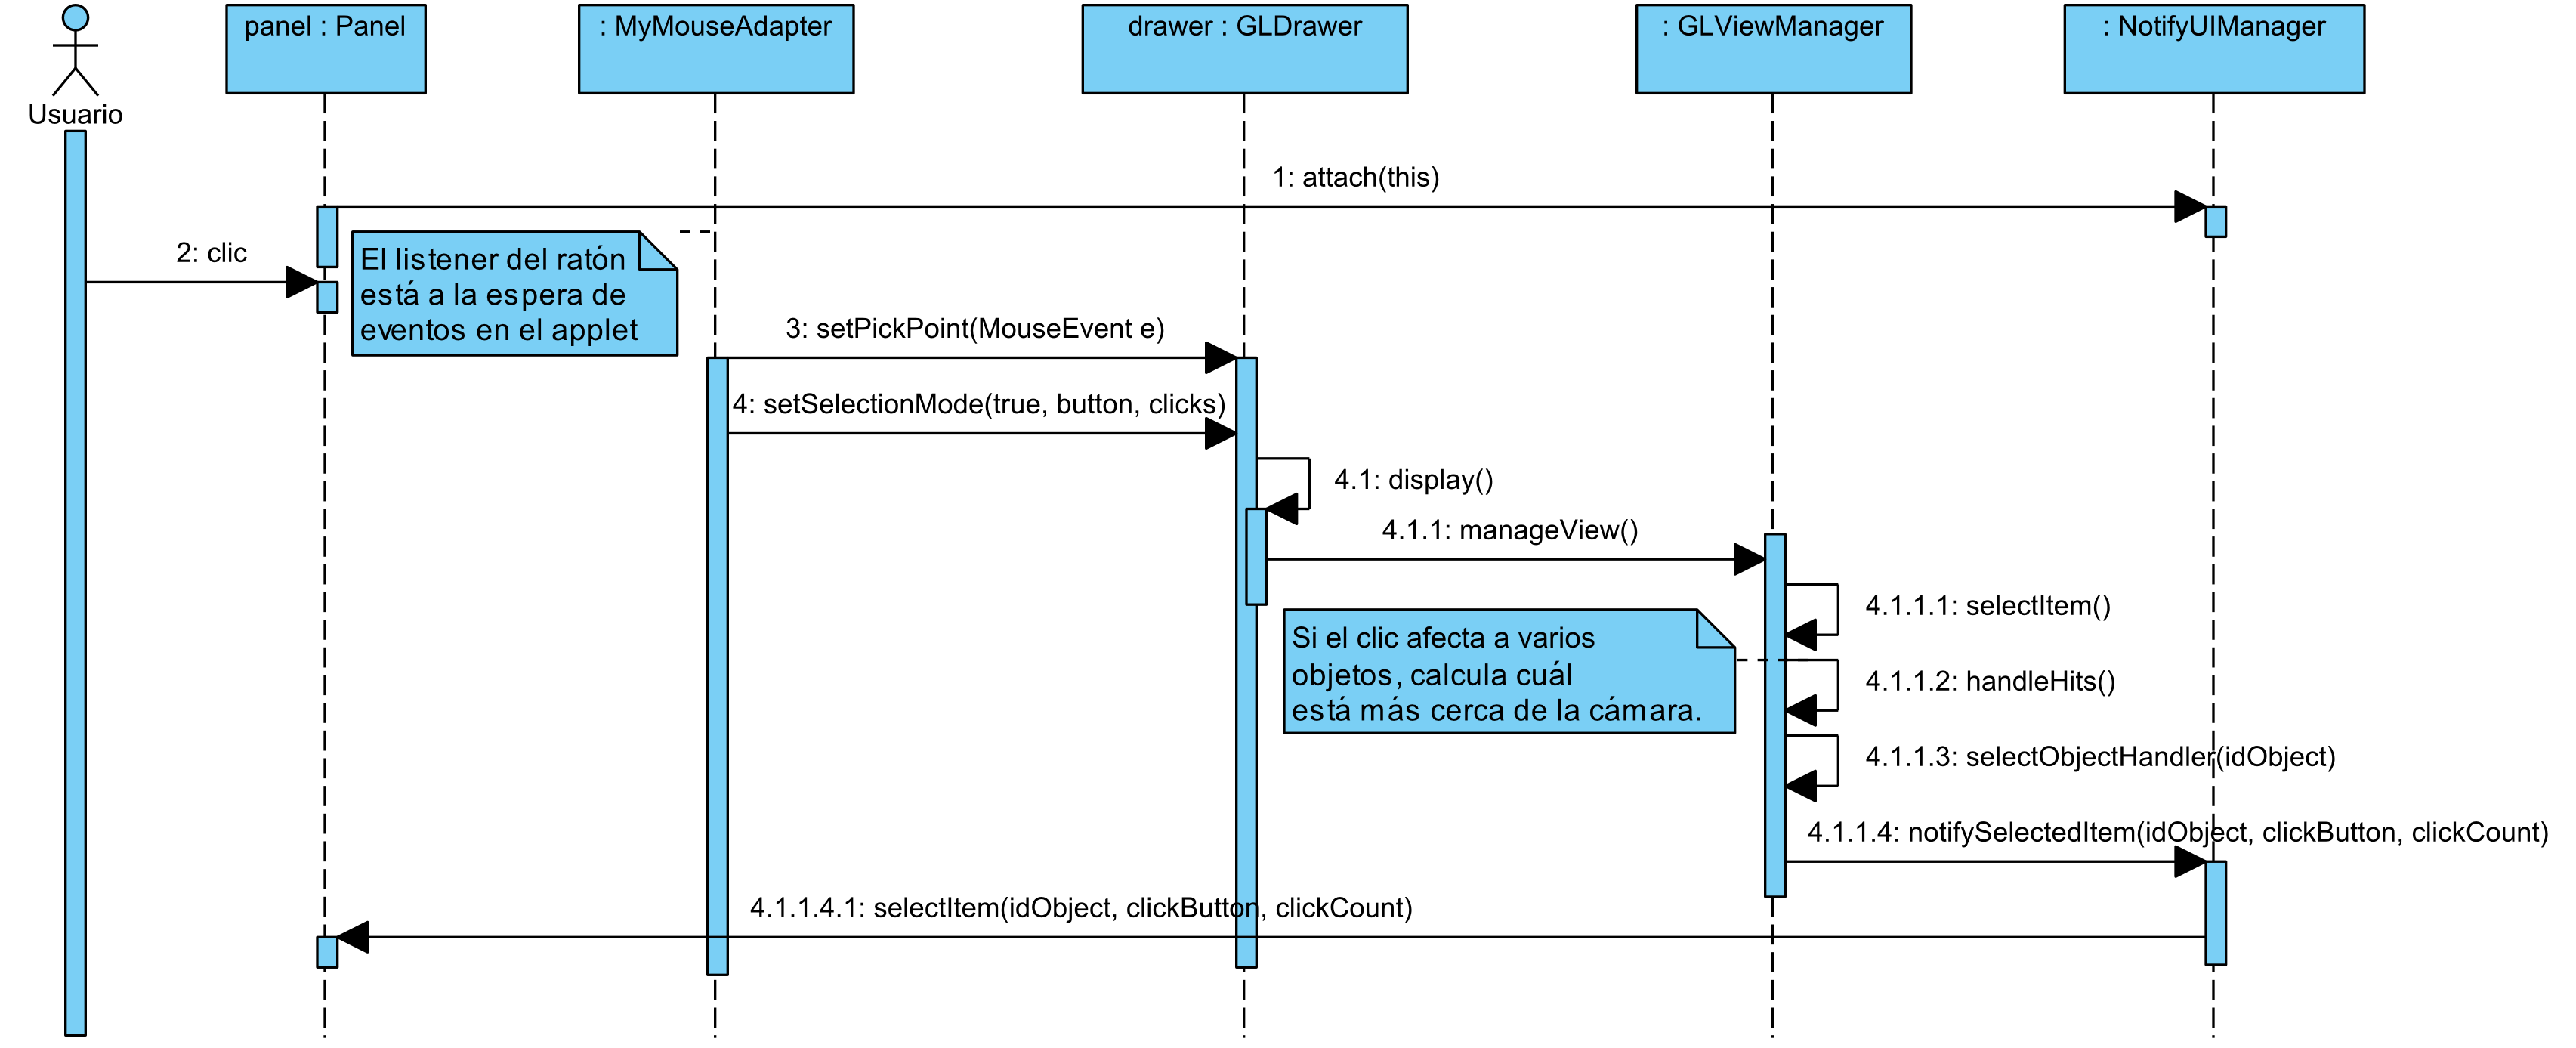 panel : Panel
: MyMouseAdapter
drawer : GLDrawer
: GLViewManager
: NotifyUIManager
Usuario
1: attach(this)
2: clic
El listener del ratón
está a la espera de
eventos en el applet
3: setPickPoint(MouseEvent e)
4: setSelectionMode(true, button, clicks)
4.1: display()
4.1.1: manageView()
4.1.1.1: selectItem()
Si el clic afecta a varios
objetos, calcula cuál
está más cerca de la cámara.
4.1.1.2: handleHits()
4.1.1.3: selectObjectHandler(idObject)
4.1.1.4: notifySelectedItem(idObject, clickButton, clickCount)
4.1.1.4.1: selectItem(idObject, clickButton, clickCount)